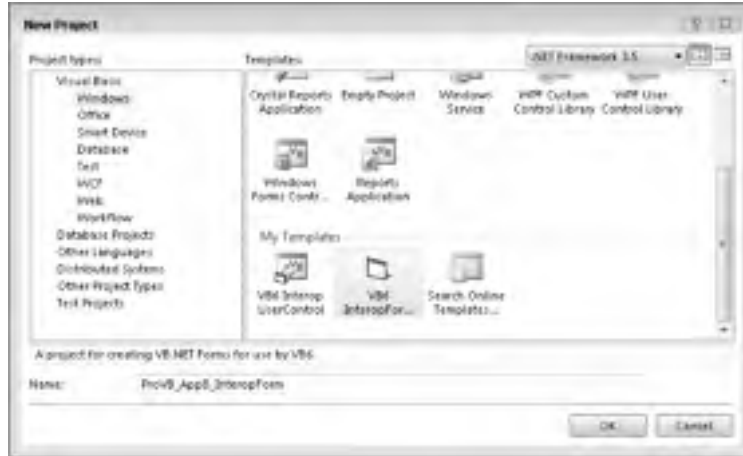 New Project
Project types:
Templates:
.NET Framework 3.5
Visual Basic
Windows
Office
Smart Device
Database
Test
WCF
Web
Workflow
Database Projects
Other Languages
Distributed Systems
Other Project Types
Test Projects
Crystal Reports Application
Empty Project
Windows Service
WPF Custom Control Library
WPF User Control Library
Windows Forms Contr...
Reports Application
My Templates
VB6 Interop UserControl
VB6 InteropFor...
Search Online Templates...
A project for creating VB.NET Forms for use by VB6
Name:
ProVB_AppB_InteropForm
OK
Cancel